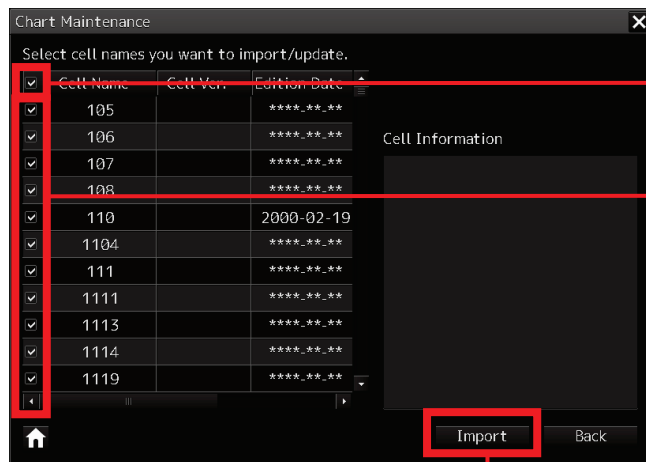 Chart Maintenance
Select cell names you want to import/update.
Cell Name Cell Ver. Edition Date
105 ****-**-**
106 ****-**-**
Cell Information
107 ****-**-**
108 ****-**-**
110 2000-02-19
1104 ****-**-**
111 ****-**-**
1111 ****-**-**
1113 ****-**-**
1114 ****-**-**
1119 ****-**-**
Import Back